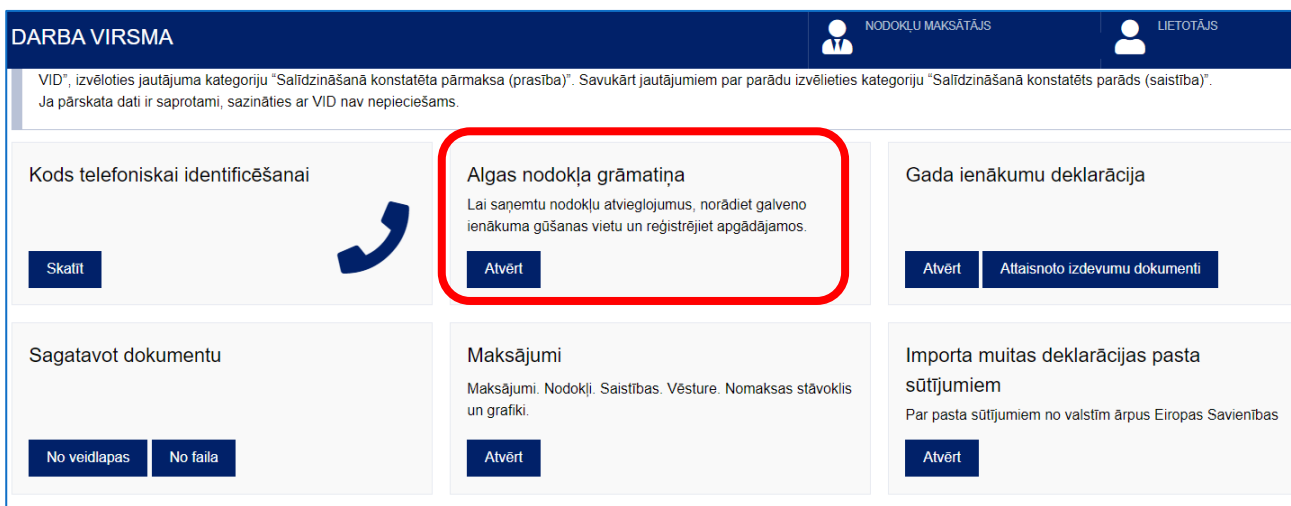 DARBA VIRSMA
NODOKĻU MAKSĀTĀJS
LIETOTĀJS
VID”, izvēloties jautājuma kategoriju “Salīdzināšanā konstatēta pārmaksa (prasība)”. Savukārt jautājumiem par parādu izvēlieties kategoriju “Salīdzināšanā konstatēts parāds (saistība)”.
Ja pārskata dati ir saprotami, sazināties ar VID nav nepieciešams.
Kods telefoniskai identificēšanai
Skatīt
Algas nodokļa grāmatiņa
Lai saņemtu nodokļu atvieglojumus, norādiet galveno
ienākuma gūšanas vietu un reģistrējiet apgādājamos.
Atvērt
Gada ienākumu deklarācija
Atvērt
Attaisnoto izdevumu dokumenti
Sagatavot dokumentu
No veidlapas
No faila
Maksājumi
Maksājumi. Nodokļi. Saistības. Vēsture. Nomaksas stāvoklis
un grafiki.
Atvērt
Importa muitas deklarācijas pasta
sūtījumiem
Par pasta sūtījumiem no valstīm ārpus Eiropas Savienības
Atvērt